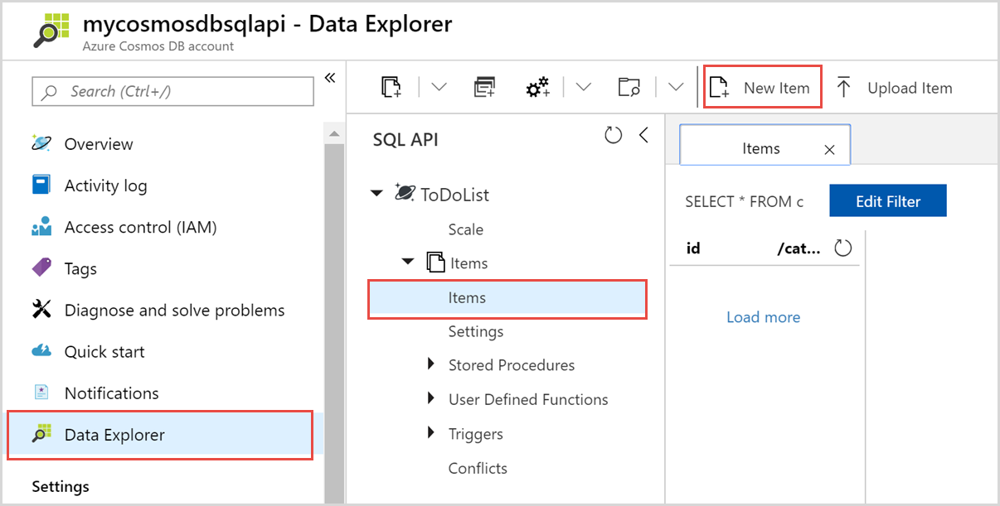 mycosmosdbsqlapi - Data Explorer
Azure Cosmos DB account
Search (Ctrl+/)
«
Overview
Activity log
Access control (IAM)
Tags
Diagnose and solve problems
Quick start
Notifications
Data Explorer
Settings
New Item
Upload Item
SQL API
ToDoList
Scale
Items
Items
Settings
Stored Procedures
User Defined Functions
Triggers
Conflicts
Items
SELECT * FROM c
Edit Filter
id /cat...
Load more